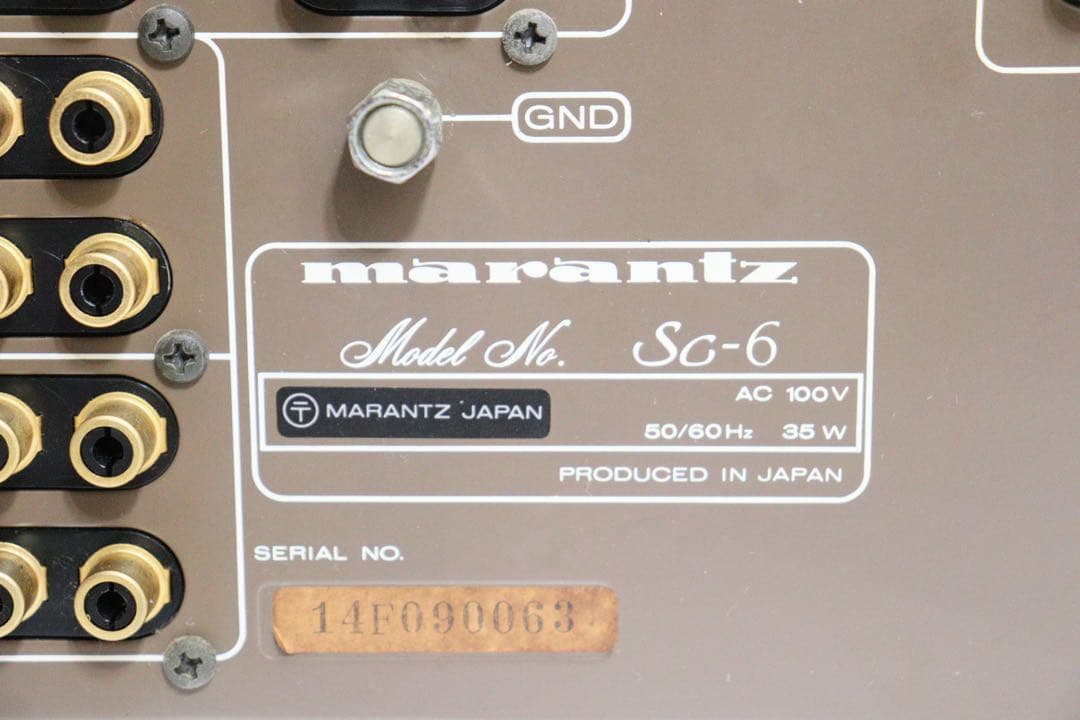 GND
marantz
Model No. Sc-6
〒 MARANTZ JAPAN
AC 100V
50/60Hz 35 W
PRODUCED IN JAPAN
SERIAL NO.
14F090063